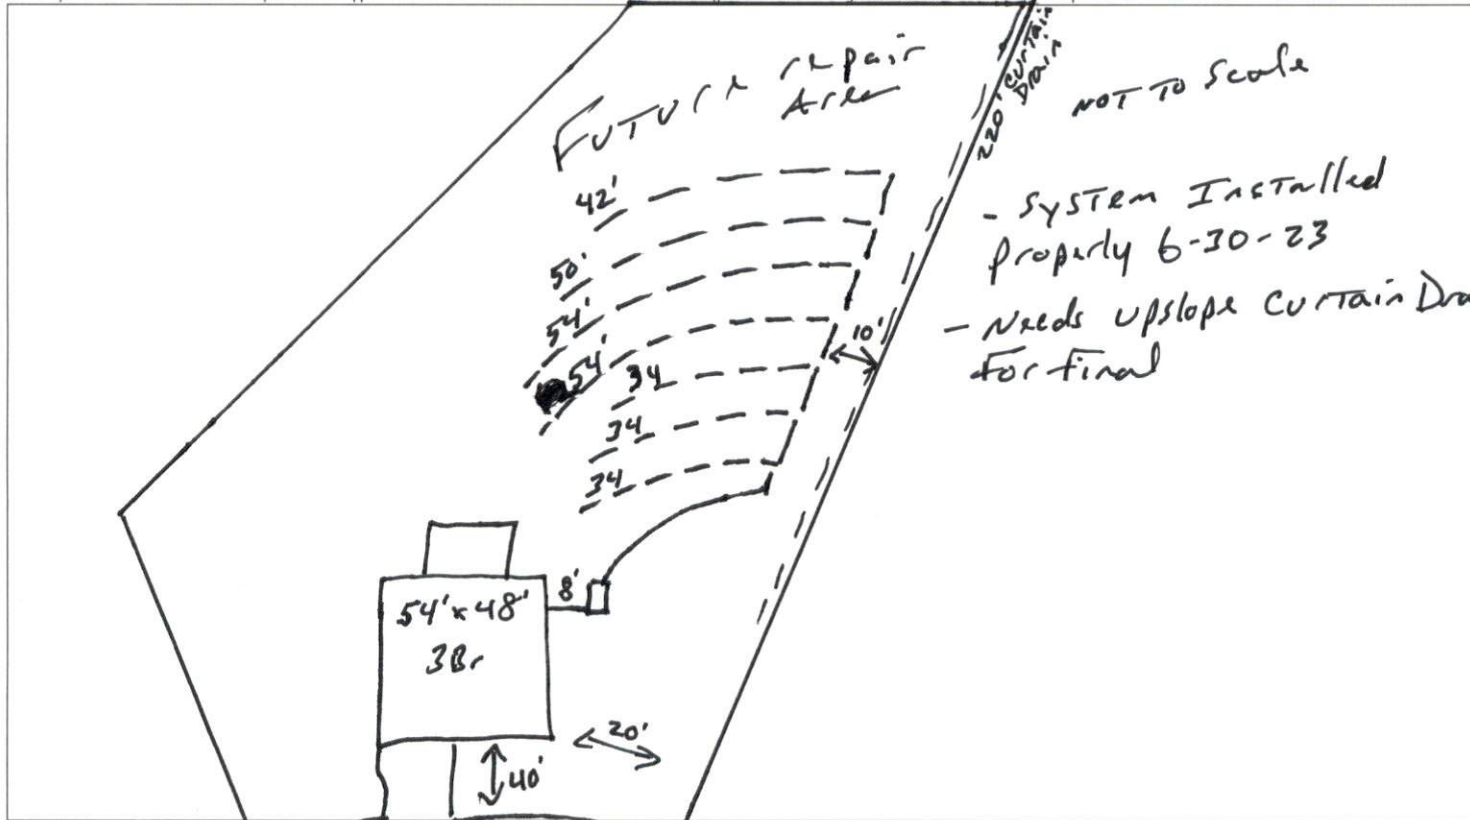 Future repair
Area
220' curtain
Drain
NOT TO Scale
42'
- System Installed
properly 6-30-23
50'
54'
- Needs upslope Curtain Dra
for final
10'
54'
34
34
34
8'
54' x 48'
3Br
20'
40'